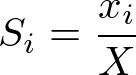 S_i = \frac{x_i}{X}